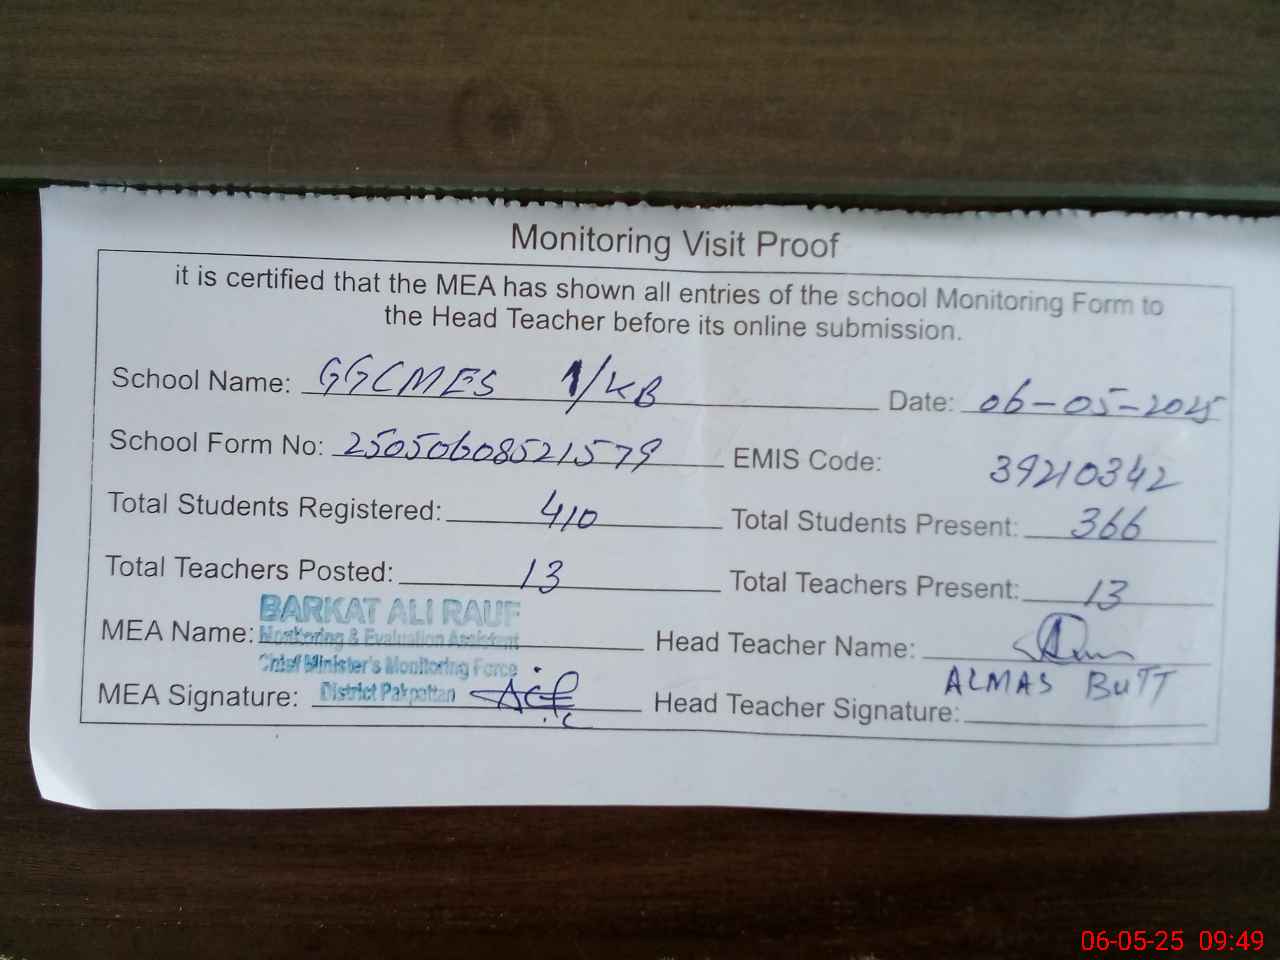 Monitoring Visit Proof
it is certified that the MEA has shown all entries of the school Monitoring Form to
the Head Teacher before its online submission.
School Name: GGCMES 1/KB Date: 06-05-2025
School Form No: 25050608521579 EMIS Code: 39210342
Total Students Registered: 410 Total Students Present: 366
Total Teachers Posted: 13 Total Teachers Present: 13
BARKAT ALI RAUF
MEA Name: Monitoring & Evaluation Assistant Head Teacher Name:
Chief Minister's Monitoring Force
ALMAS BUTT
MEA Signature: District Pakpattan Head Teacher Signature:
06-05-25 09:49